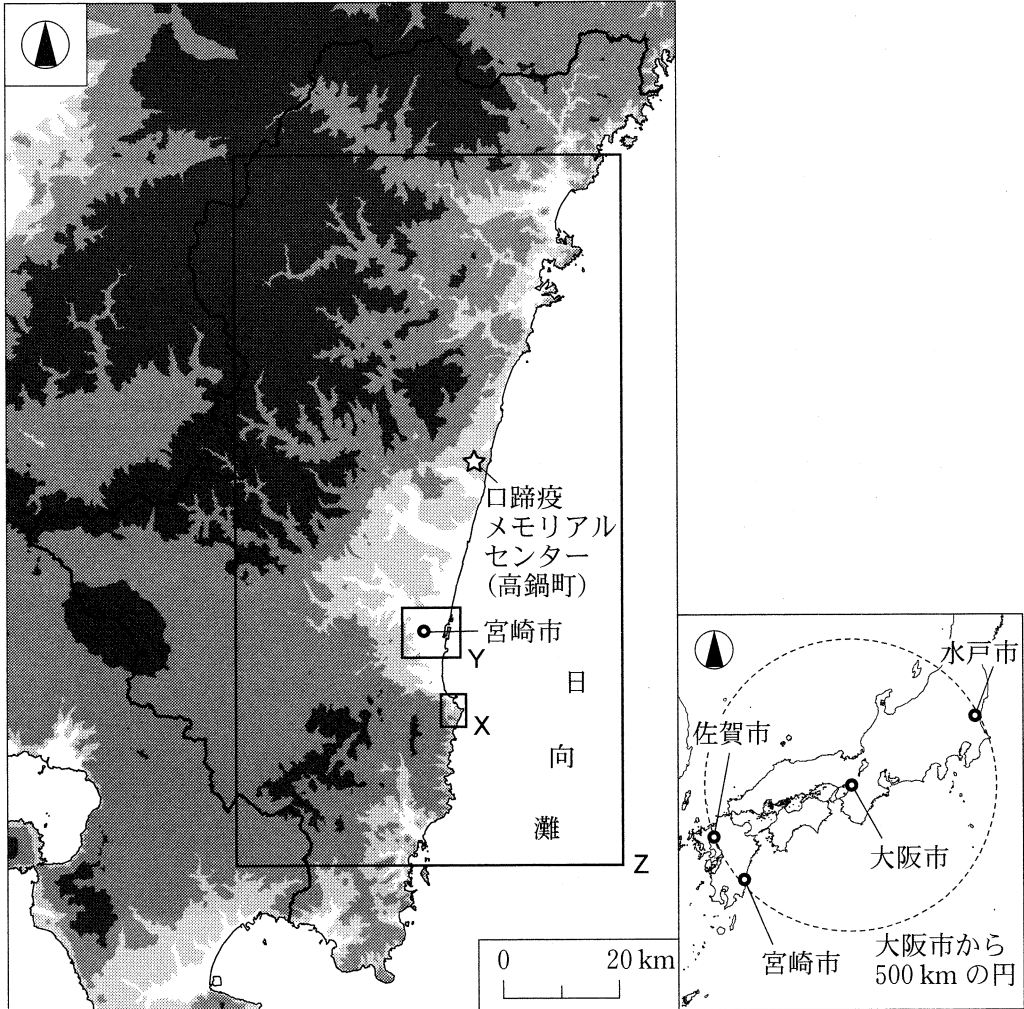 口蹄疫
メモリアル
センター
(高鍋町)
宮崎市
Y
X
日
向
灘
Z
0 20 km
水戸市
佐賀市
大阪市
宮崎市
大阪市から
500 km の円